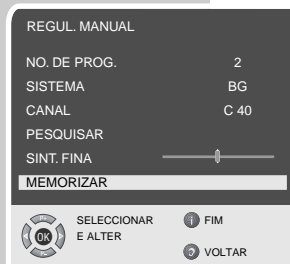 REGUL. MANUAL
NO. DE PROG. 2
SISTEMA BG
CANAL C 40
PESQUISAR
SINT. FINA
MEMORIZAR
OK SELECCIONAR E ALTER
i FIM
VOLTAR